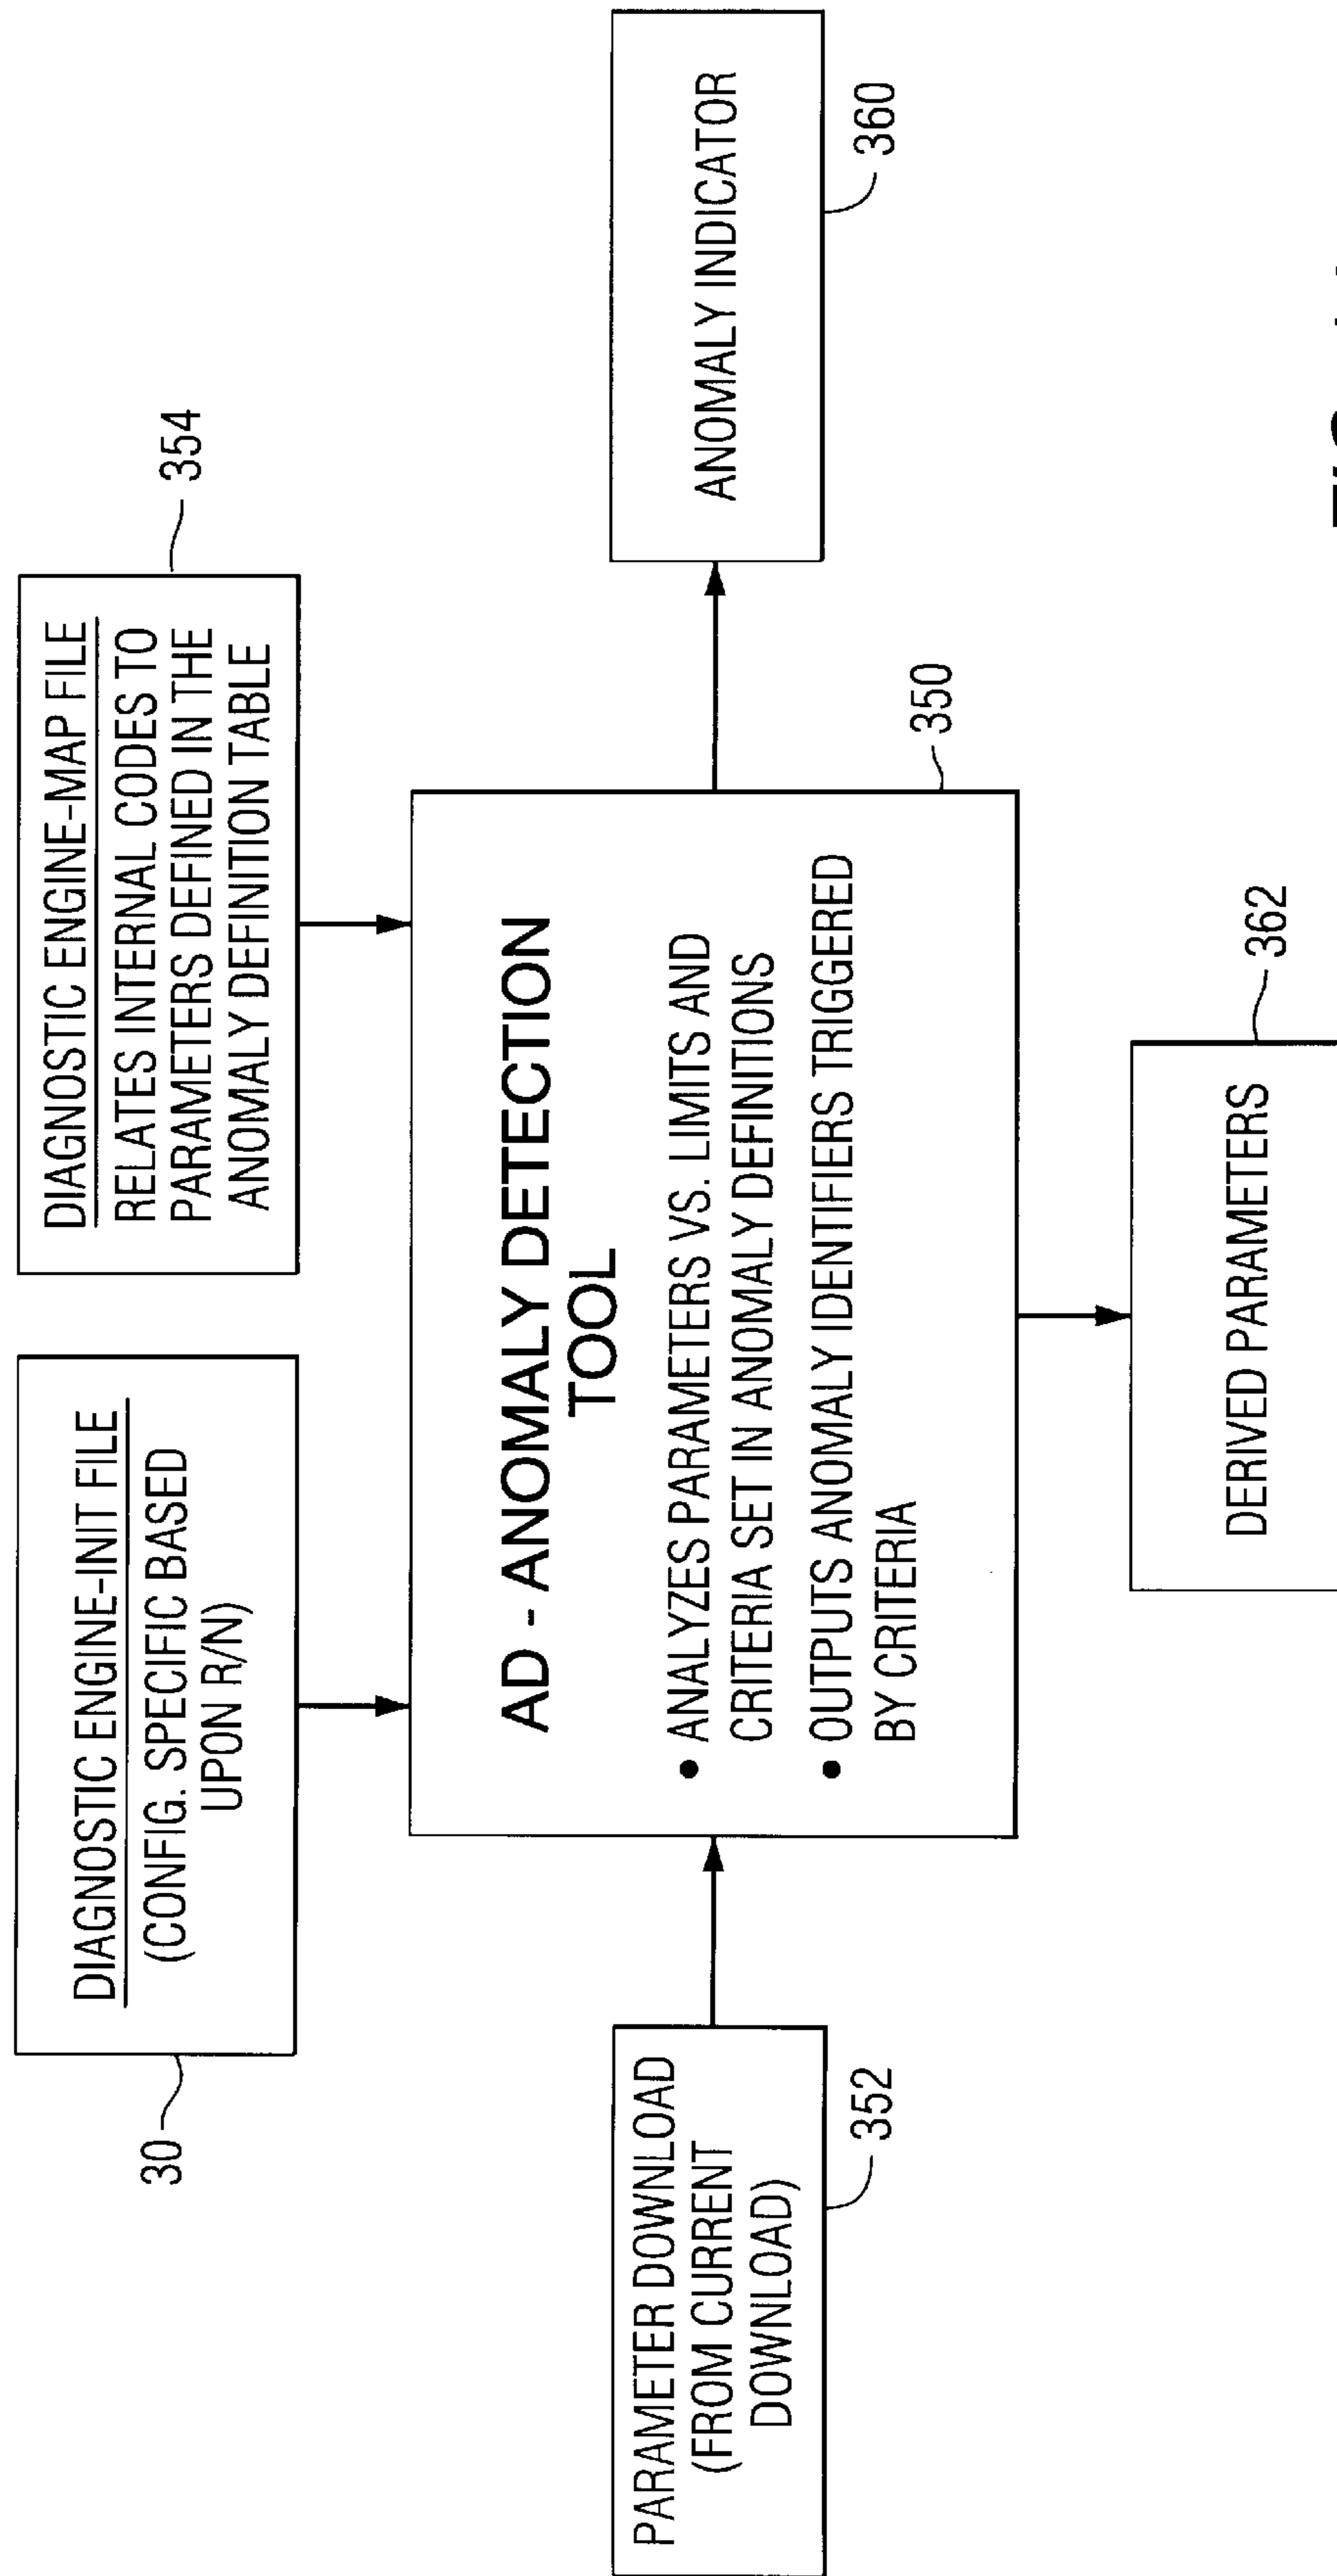 DIAGNOSTIC ENGINE-INIT FILE
(CONFIG. SPECIFIC BASED
UPON R/N)
30
DIAGNOSTIC ENGINE-MAP FILE
RELATES INTERNAL CODES TO
PARAMETERS DEFINED IN THE
ANOMALY DEFINITION TABLE
354
PARAMETER DOWNLOAD
(FROM CURRENT
DOWNLOAD)
352
AD - ANOMALY DETECTION
TOOL
• ANALYZES PARAMETERS VS. LIMITS AND
CRITERIA SET IN ANOMALY DEFINITIONS
• OUTPUTS ANOMALY IDENTIFIERS TRIGGERED
BY CRITERIA
350
ANOMALY INDICATOR
360
DERIVED PARAMETERS
362